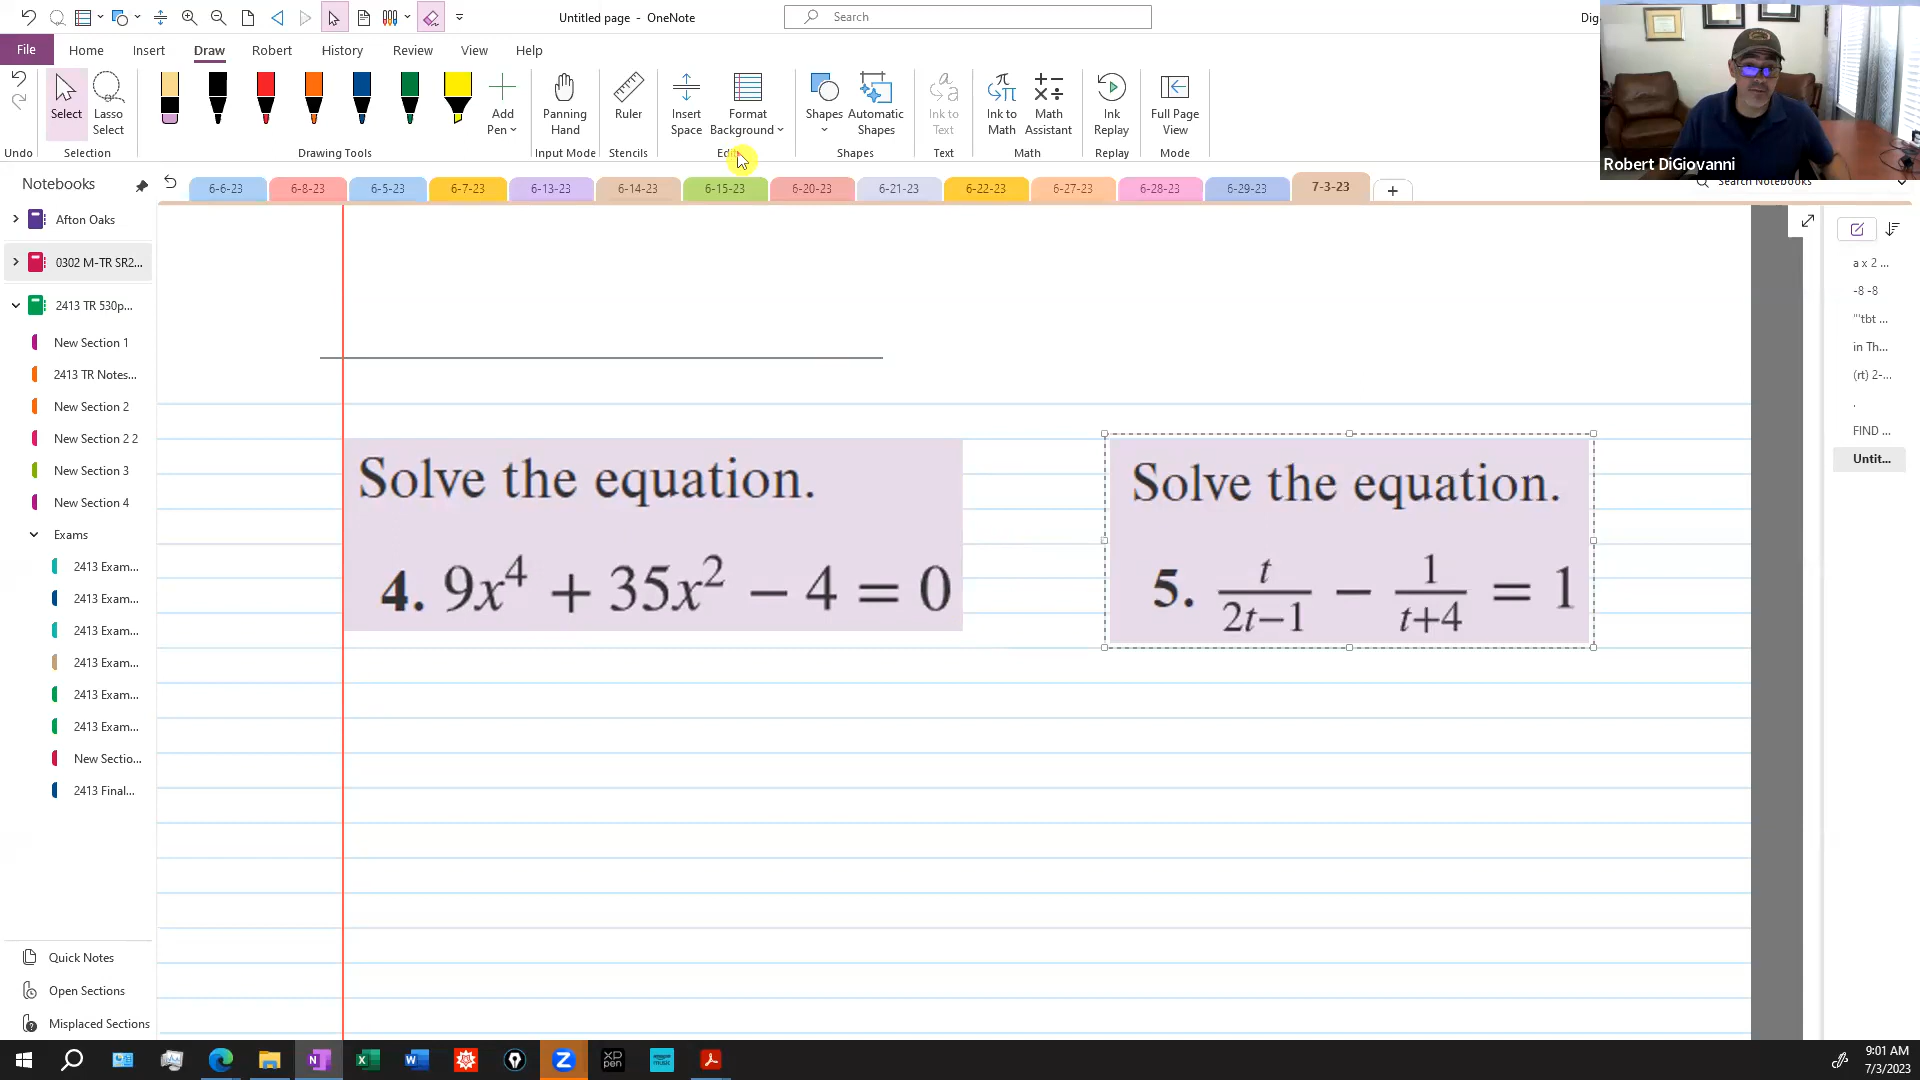 Untitled page - OneNote
Search
Dig
File
Home
Insert
Draw
Robert
History
Review
View
Help
Select
Lasso
Select
Add
Pen
Panning
Hand
Ruler
Insert
Space
Format
Background
Shapes
Automatic
Shapes
Ink to
Text
Ink to
Math
Math
Assistant
Ink
Replay
Full Page
View
Undo
Selection
Drawing Tools
Input Mode
Stencils
Edit
Shapes
Text
Math
Replay
Mode
Robert DiGiovanni
Notebooks
6-6-23
6-8-23
6-5-23
6-7-23
6-13-23
6-14-23
6-15-23
6-20-23
6-21-23
6-22-23
6-27-23
6-28-23
6-29-23
7-3-23
Search Notebooks
Afton Oaks
0302 M-TR SR2...
2413 TR 530p...
New Section 1
2413 TR Notes...
New Section 2
New Section 2 2
New Section 3
New Section 4
Exams
2413 Exam...
2413 Exam...
2413 Exam...
2413 Exam...
2413 Exam...
2413 Exam...
New Sectio...
2413 Final...
Quick Notes
Open Sections
Misplaced Sections
Solve the equation.
4. 9x⁴ + 35x² − 4 = 0
Solve the equation.
5. t/2t−1 − 1/t+4 = 1
a x 2 ...
-8 -8
"'tbt ...
in Th...
(rt) 2-...
.
FIND ...
Untit...
XP
pen
amazon
music
9:01 AM
7/3/2023